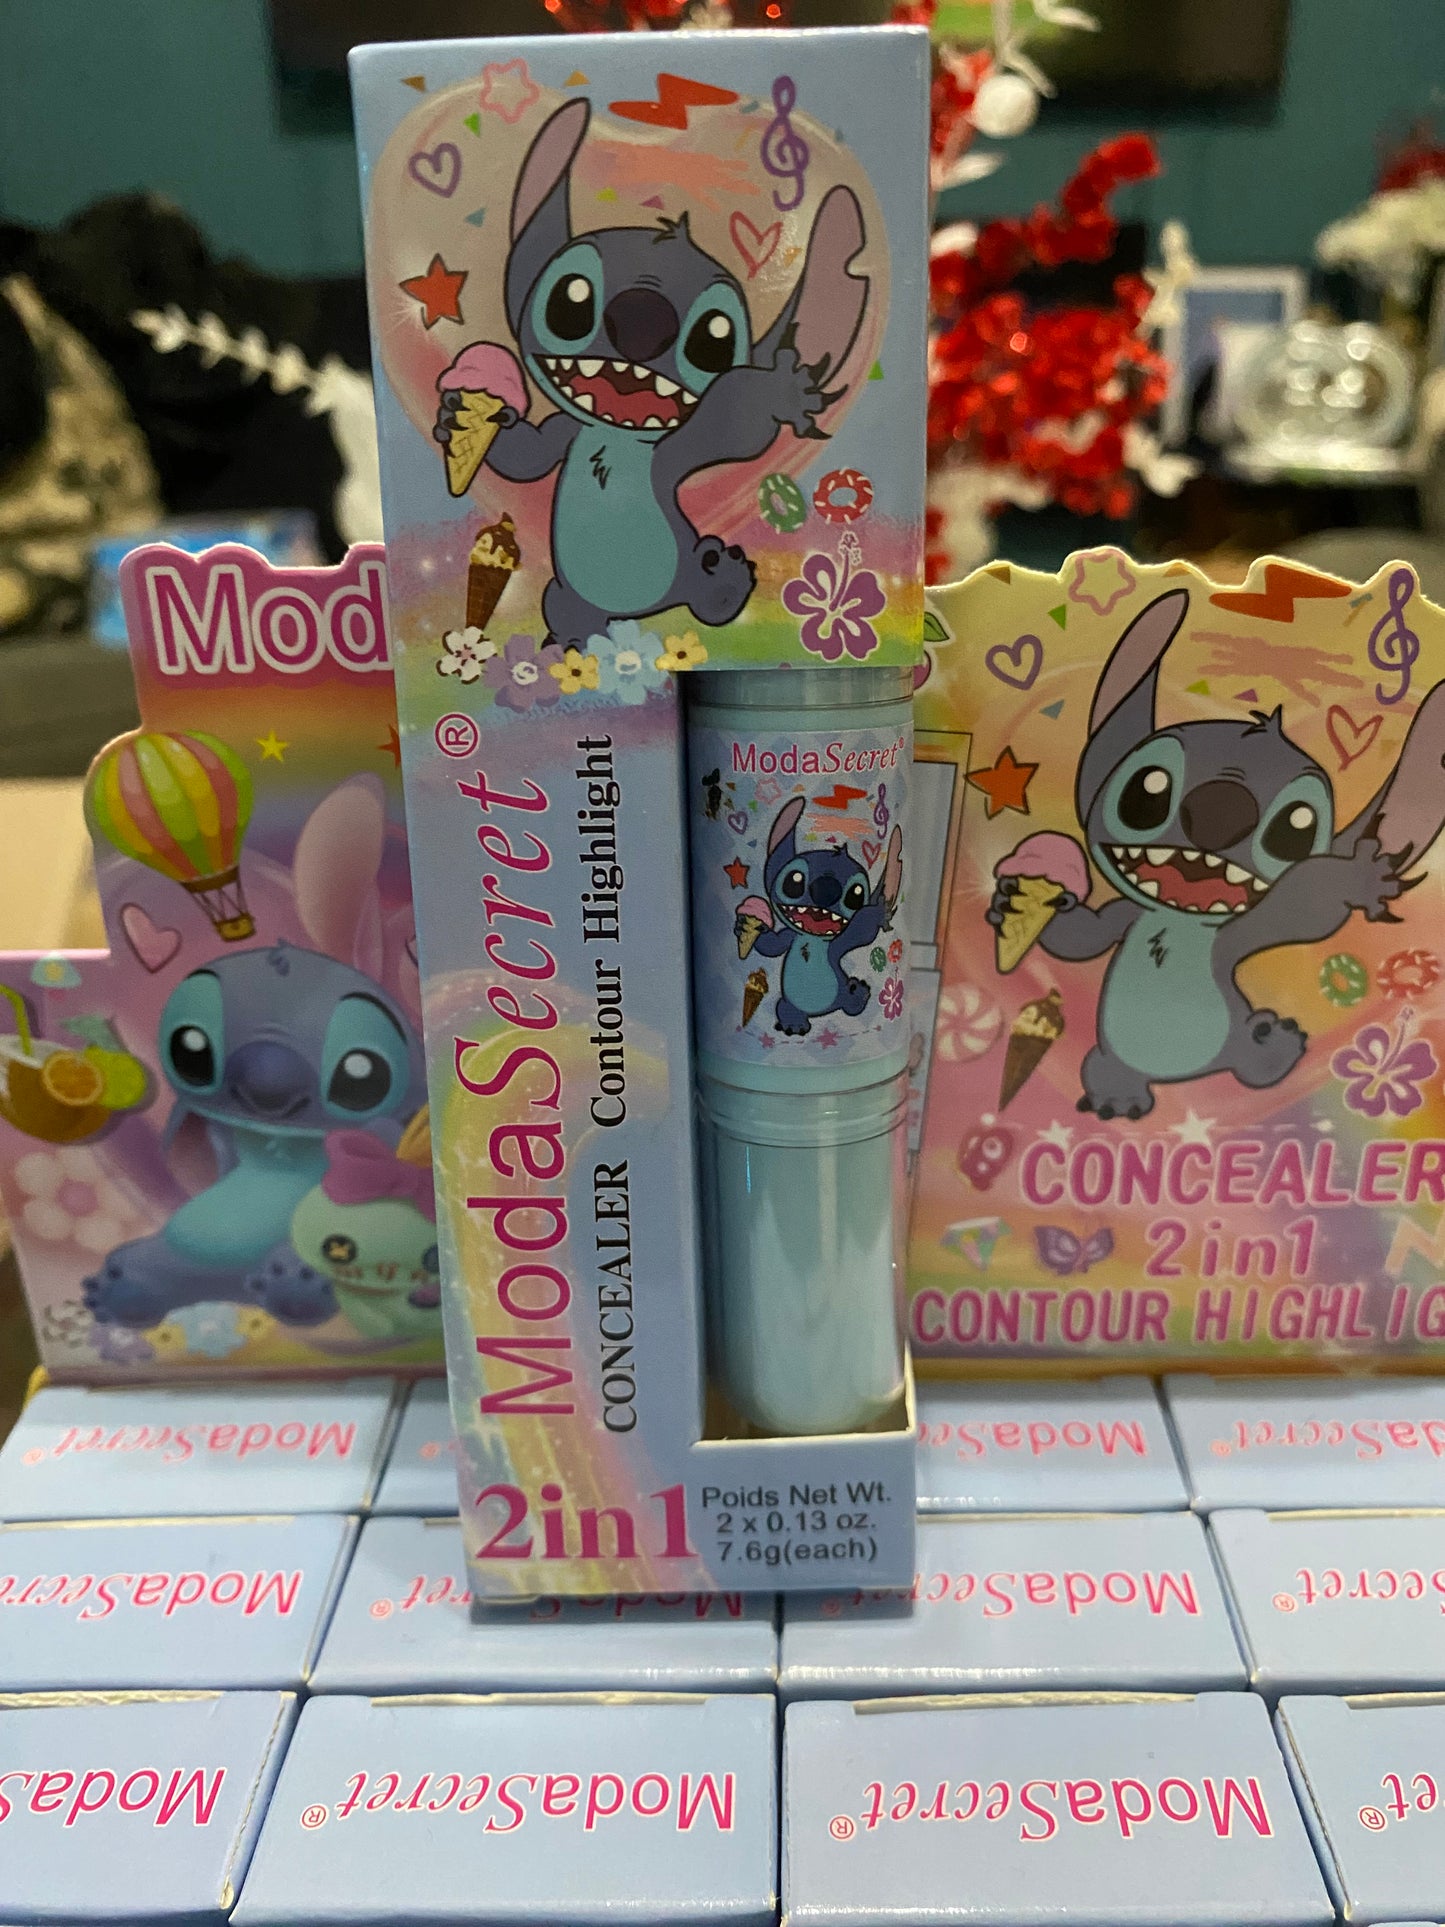 Mod
ModaSecret®
CONCEALER Contour Highlight
ModaSecret®
2in1
Poids Net Wt.
2 x 0.13 oz.
7.6g(each)
CONCEALER
2in1
CONTOUR HIGHLIG
ModaSecret®
ModaSecret
ModaSecret®
ModaSecret
ModaSecret®
ModaSecret®
ModaSecret®